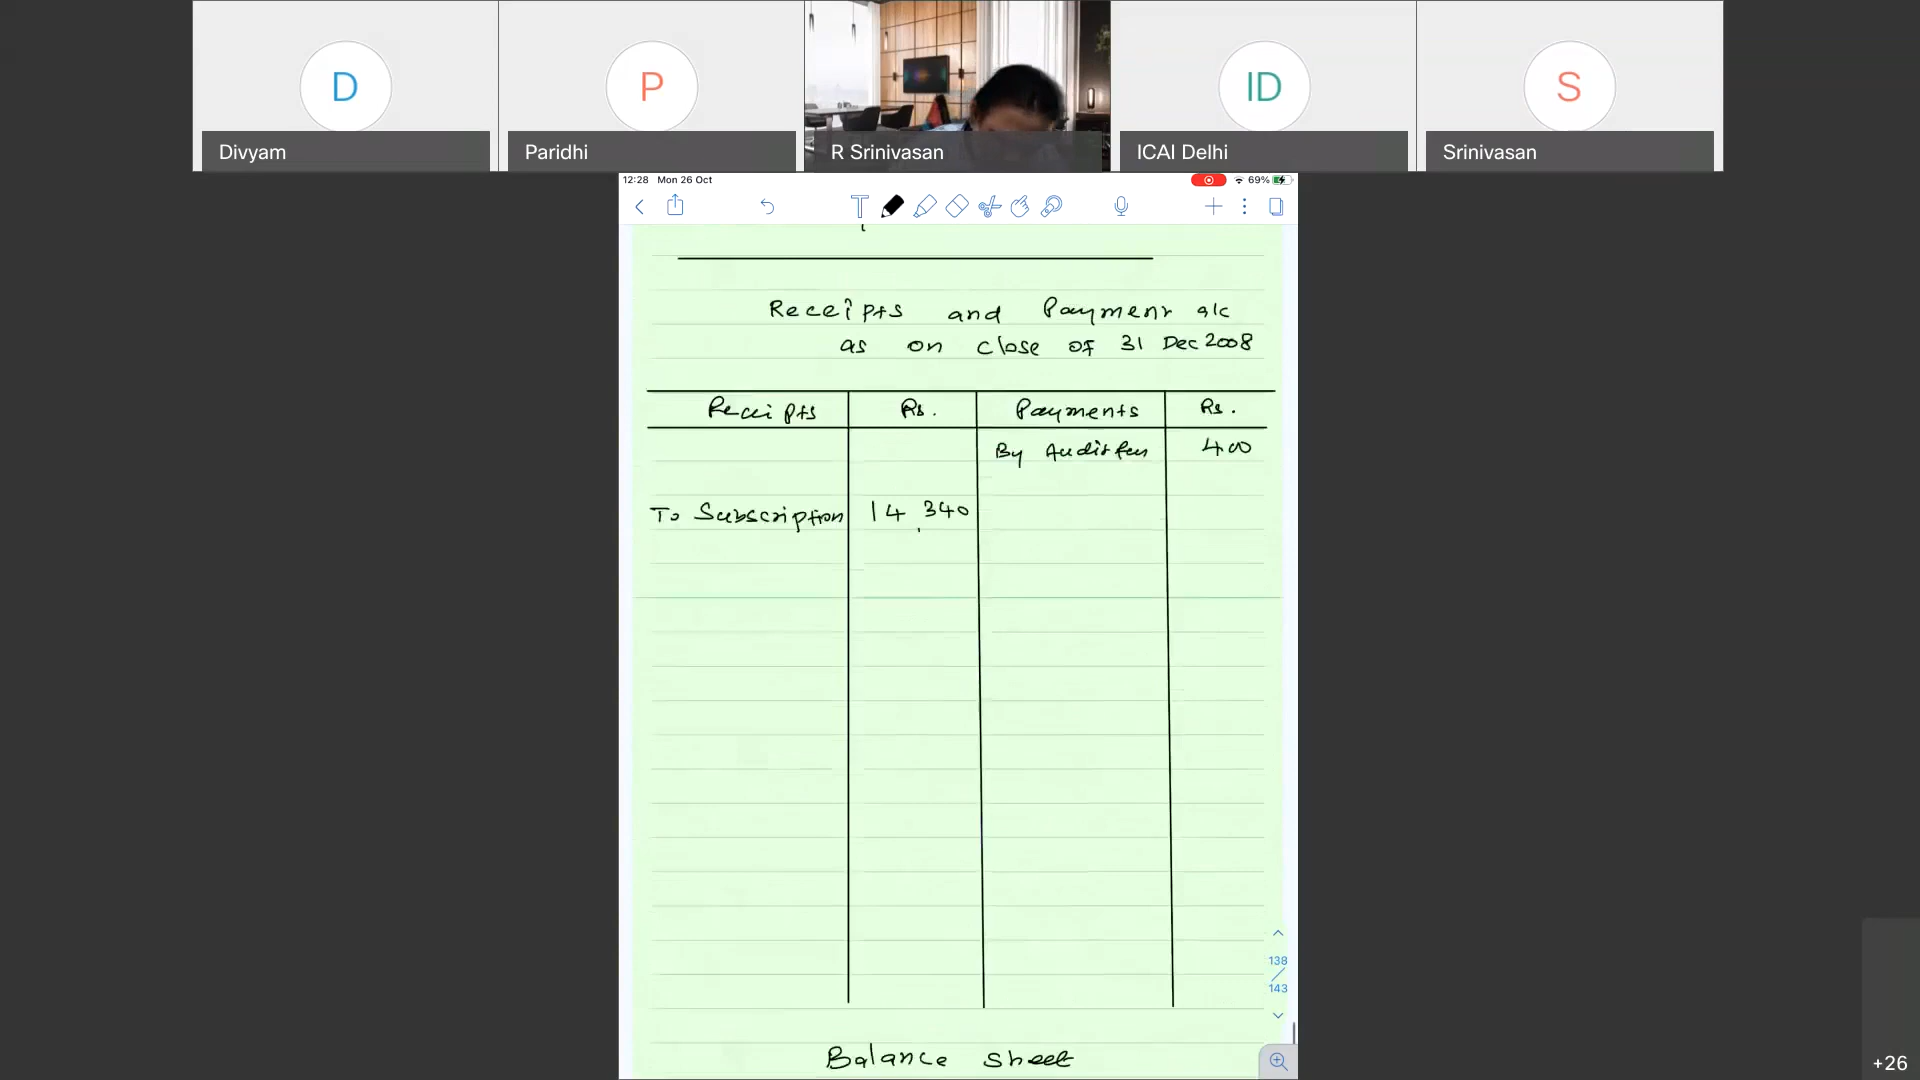 D
P
ID
S
Divyam
Paridhi
R Srinivasan
ICAI Delhi
Srinivasan
12:28 Mon 26 Oct
69%
T
Receipts and Payment a/c
as on close of 31 Dec 2008
Receipts Rs. Payments Rs.
By Audit fees 400
To Subscription 14,340
138
143
Balance sheet
+26